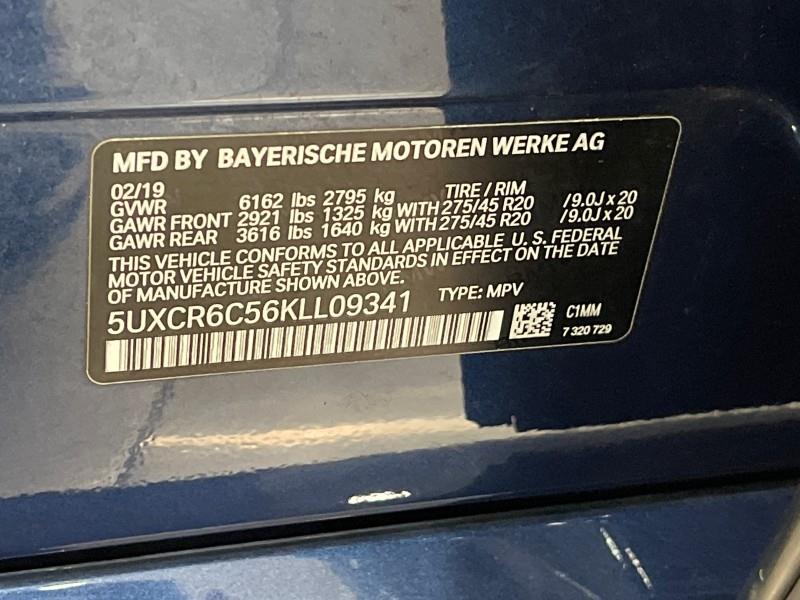 MFD BY BAYERISCHE MOTOREN WERKE AG
02/19 TIRE / RIM
GVWR 6162 lbs 2795 kg
GAWR FRONT 2921 lbs 1325 kg WITH 275/45 R20 /9.0J x 20
GAWR REAR 3616 lbs 1640 kg WITH 275/45 R20 /9.0J x 20
THIS VEHICLE CONFORMS TO ALL APPLICABLE U. S. FEDERAL
MOTOR VEHICLE SAFETY STANDARDS IN EFFECT ON THE DATE
OF MANUFACTURE SHOWN ABOVE.
5UXCR6C56KLL09341 TYPE: MPV
C1MM
7 320 729